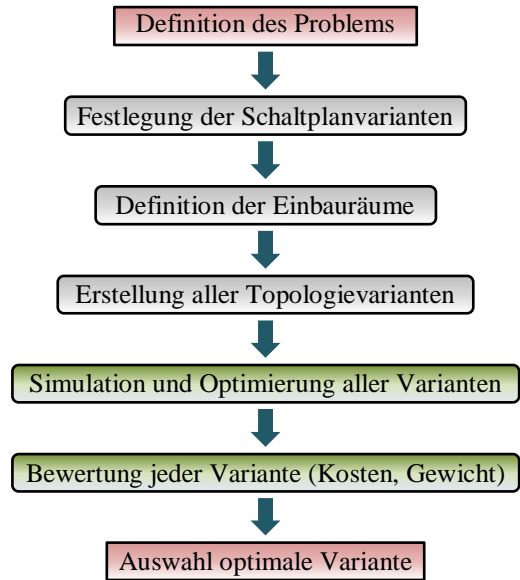 Definition des Problems
Festlegung der Schaltplanvarianten
Definition der Einbauräume
Erstellung aller Topologievarianten
Simulation und Optimierung aller Varianten
Bewertung jeder Variante (Kosten, Gewicht)
Auswahl optimale Variante